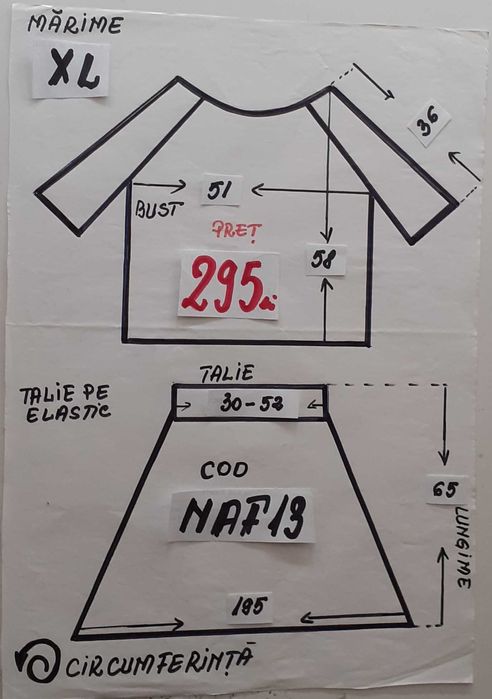 MĂRIME
XL
36
51
BUST
PREȚ
58
295 lei
TALIE
TALIE PE
ELASTIC
30-52
COD
NAF13
65
LUNGIME
195
CIRCUMFERINȚĂ